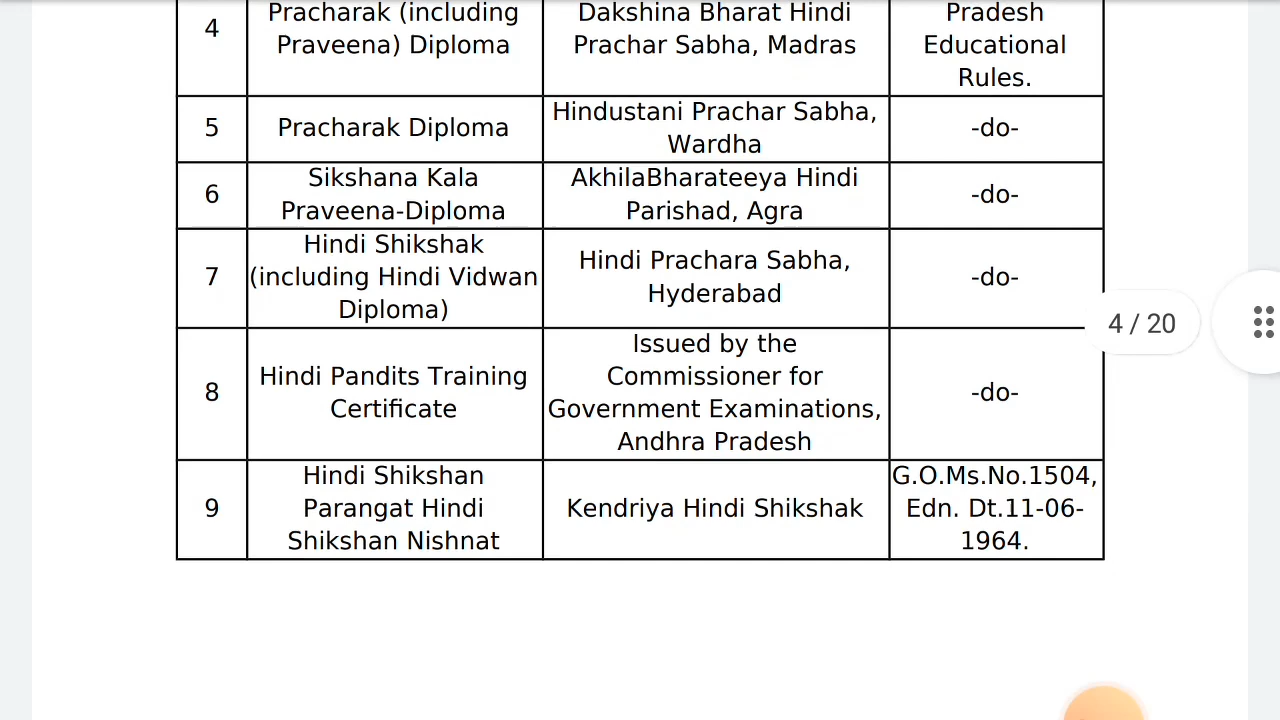 4
Pracharak (including
Praveena) Diploma
Dakshina Bharat Hindi
Prachar Sabha, Madras
Pradesh
Educational
Rules.
5
Pracharak Diploma
Hindustani Prachar Sabha,
Wardha
-do-
6
Sikshana Kala
Praveena-Diploma
AkhilaBharateeya Hindi
Parishad, Agra
-do-
7
Hindi Shikshak
(including Hindi Vidwan
Diploma)
Hindi Prachara Sabha,
Hyderabad
-do-
8
Hindi Pandits Training
Certificate
Issued by the
Commissioner for
Government Examinations,
Andhra Pradesh
-do-
9
Hindi Shikshan
Parangat Hindi
Shikshan Nishnat
Kendriya Hindi Shikshak
G.O.Ms.No.1504,
Edn. Dt.11-06-
1964.
4 / 20